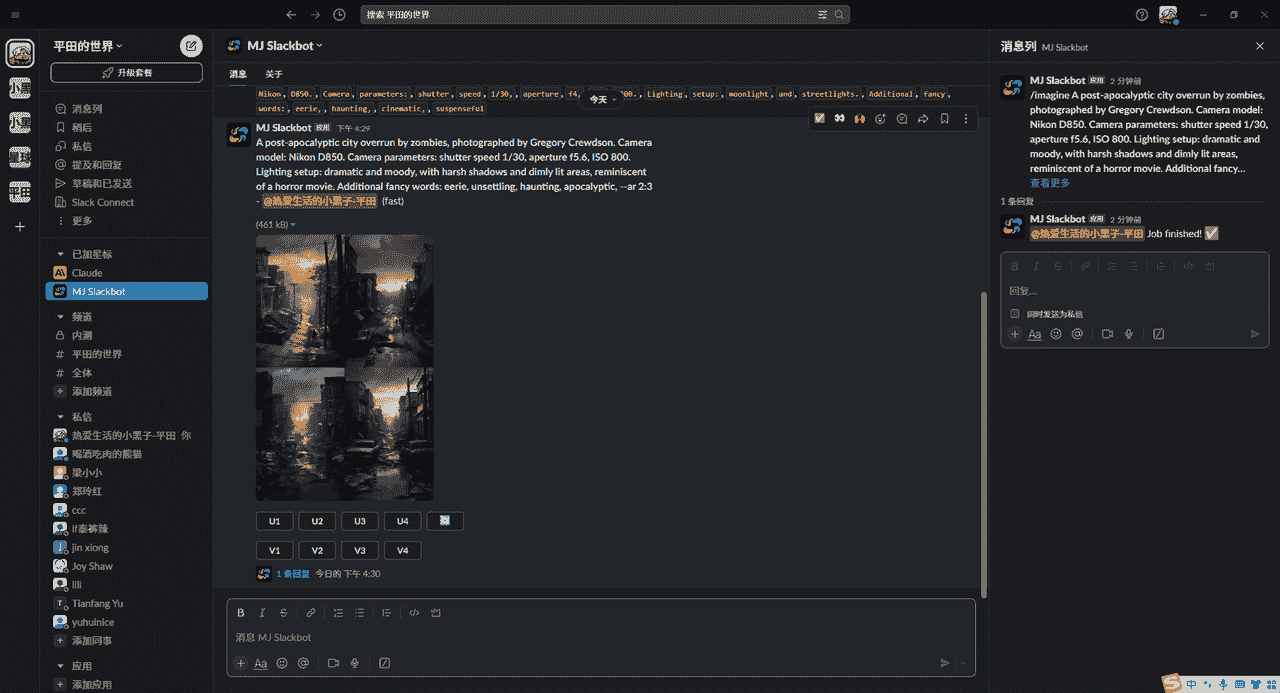 搜索 平田的世界
平田的世界
升级套餐
消息列
稍后
私信
提及和回复
草稿和已发送
Slack Connect
更多
已加星标
Claude
MJ Slackbot
频道
内测
平田的世界
全体
添加频道
私信
热爱生活的小黑子-平田 你
喝酒吃肉的熊猫
梁小小
郑玲红
ccc
if泰裤辣
jin xiong
Joy Shaw
lili
Tianfang Yu
yuhuinice
添加同事
应用
添加应用
MJ Slackbot
消息 关于
Nikon, D850., Camera, parameters:, shutter, speed, 1/30,, aperture, f4, 00., Lighting, setup:, moonlight, and, streetlights., Additional, fancy,
words:, eerie,, haunting,, cinematic,, suspenseful
今天
MJ Slackbot 应用 下午 4:29
A post-apocalyptic city overrun by zombies, photographed by Gregory Crewdson. Camera
model: Nikon D850. Camera parameters: shutter speed 1/30, aperture f5.6, ISO 800.
Lighting setup: dramatic and moody, with harsh shadows and dimly lit areas, reminiscent
of a horror movie. Additional fancy words: eerie, unsettling, haunting, apocalyptic, --ar 2:3
- @热爱生活的小黑子-平田 (fast)
(461 kB)
U1 U2 U3 U4
V1 V2 V3 V4
1 条回复 今日的 下午 4:30
消息 MJ Slackbot
消息列 MJ Slackbot
MJ Slackbot 应用 2 分钟前
/imagine A post-apocalyptic city overrun by zombies,
photographed by Gregory Crewdson. Camera model:
Nikon D850. Camera parameters: shutter speed 1/30,
aperture f5.6, ISO 800. Lighting setup: dramatic and
moody, with harsh shadows and dimly lit areas,
reminiscent of a horror movie. Additional fancy...
查看更多
1 条回复
MJ Slackbot 应用 2 分钟前
@热爱生活的小黑子-平田 Job finished!
回复...
同时发送为私信
中